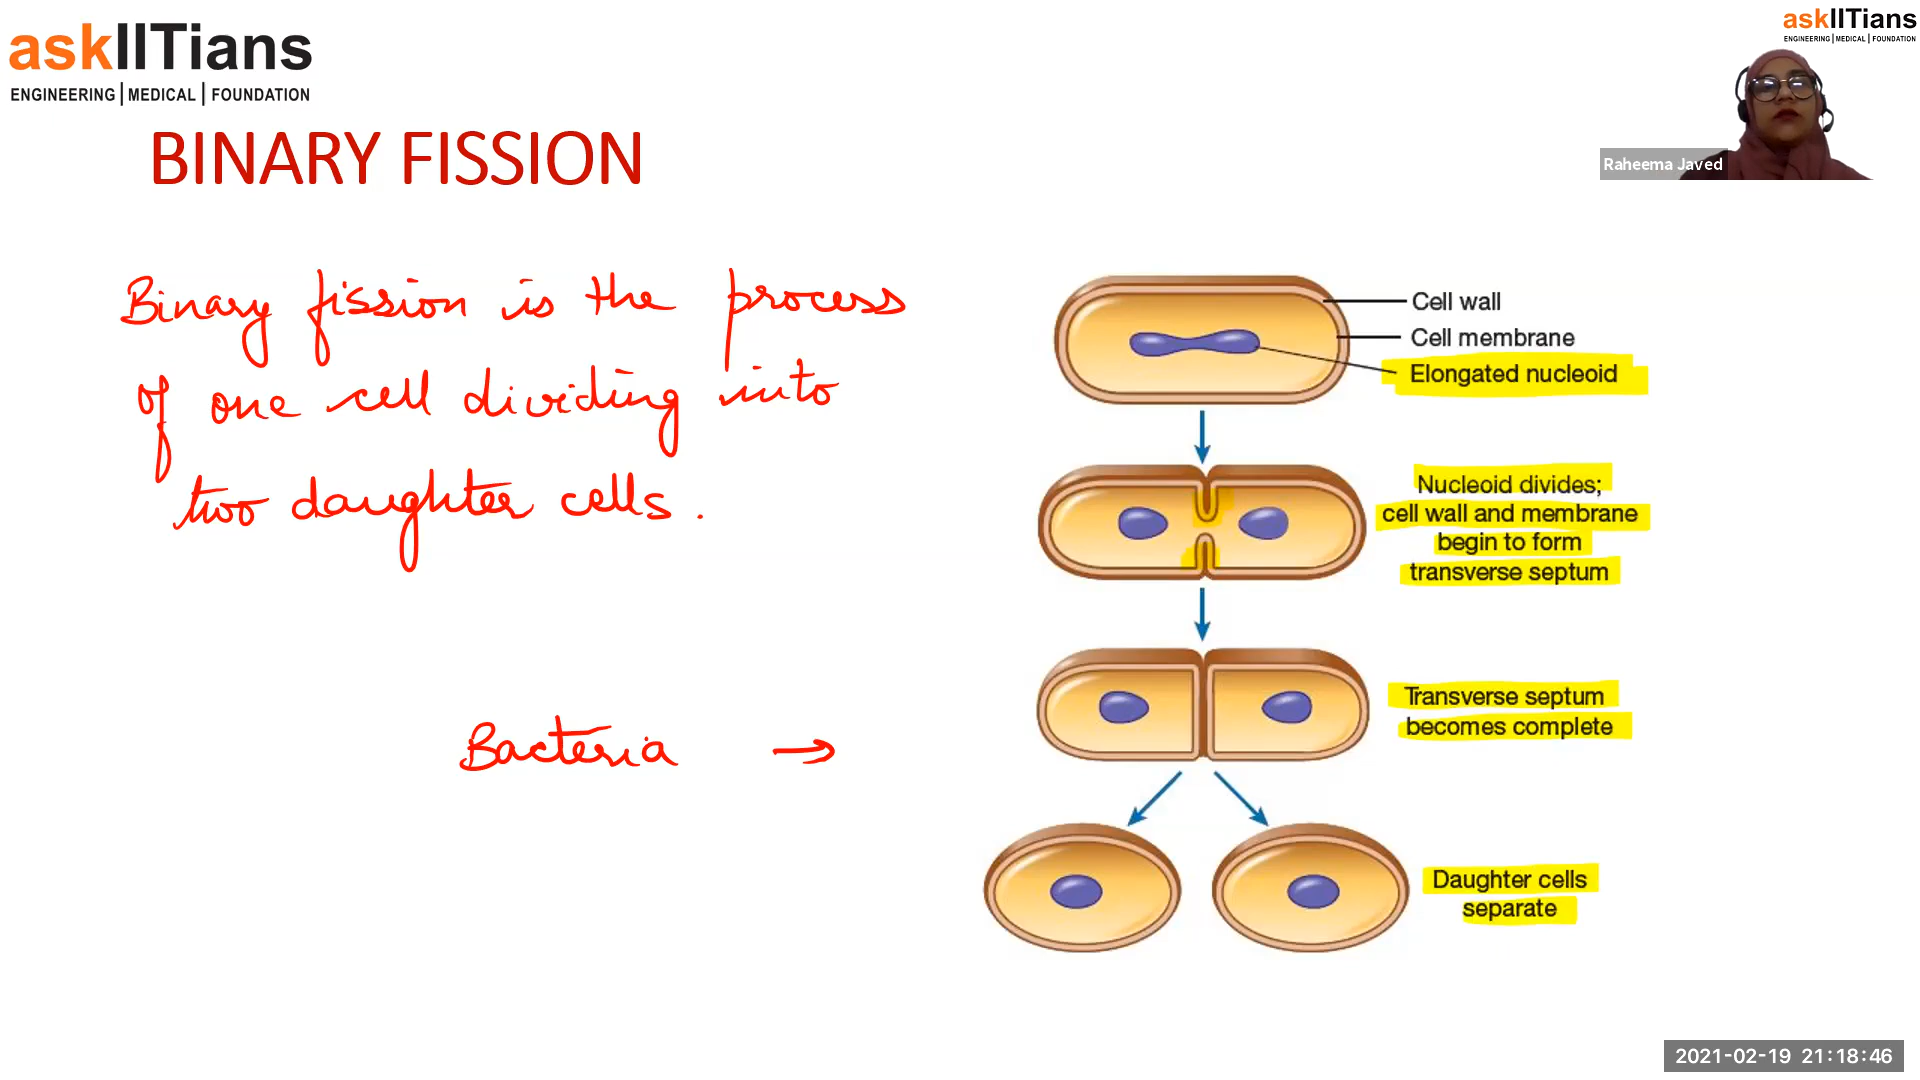 askIITians
ENGINEERING | MEDICAL | FOUNDATION
askIITians
ENGINEERING | MEDICAL | FOUNDATION
Raheema Javed
BINARY FISSION
Binary fission is the process
of one cell dividing into
two daughter cells.
Bacteria →
Cell wall
Cell membrane
Elongated nucleoid
Nucleoid divides;
cell wall and membrane
begin to form
transverse septum
Transverse septum
becomes complete
Daughter cells
separate
2021-02-19 21:18:46